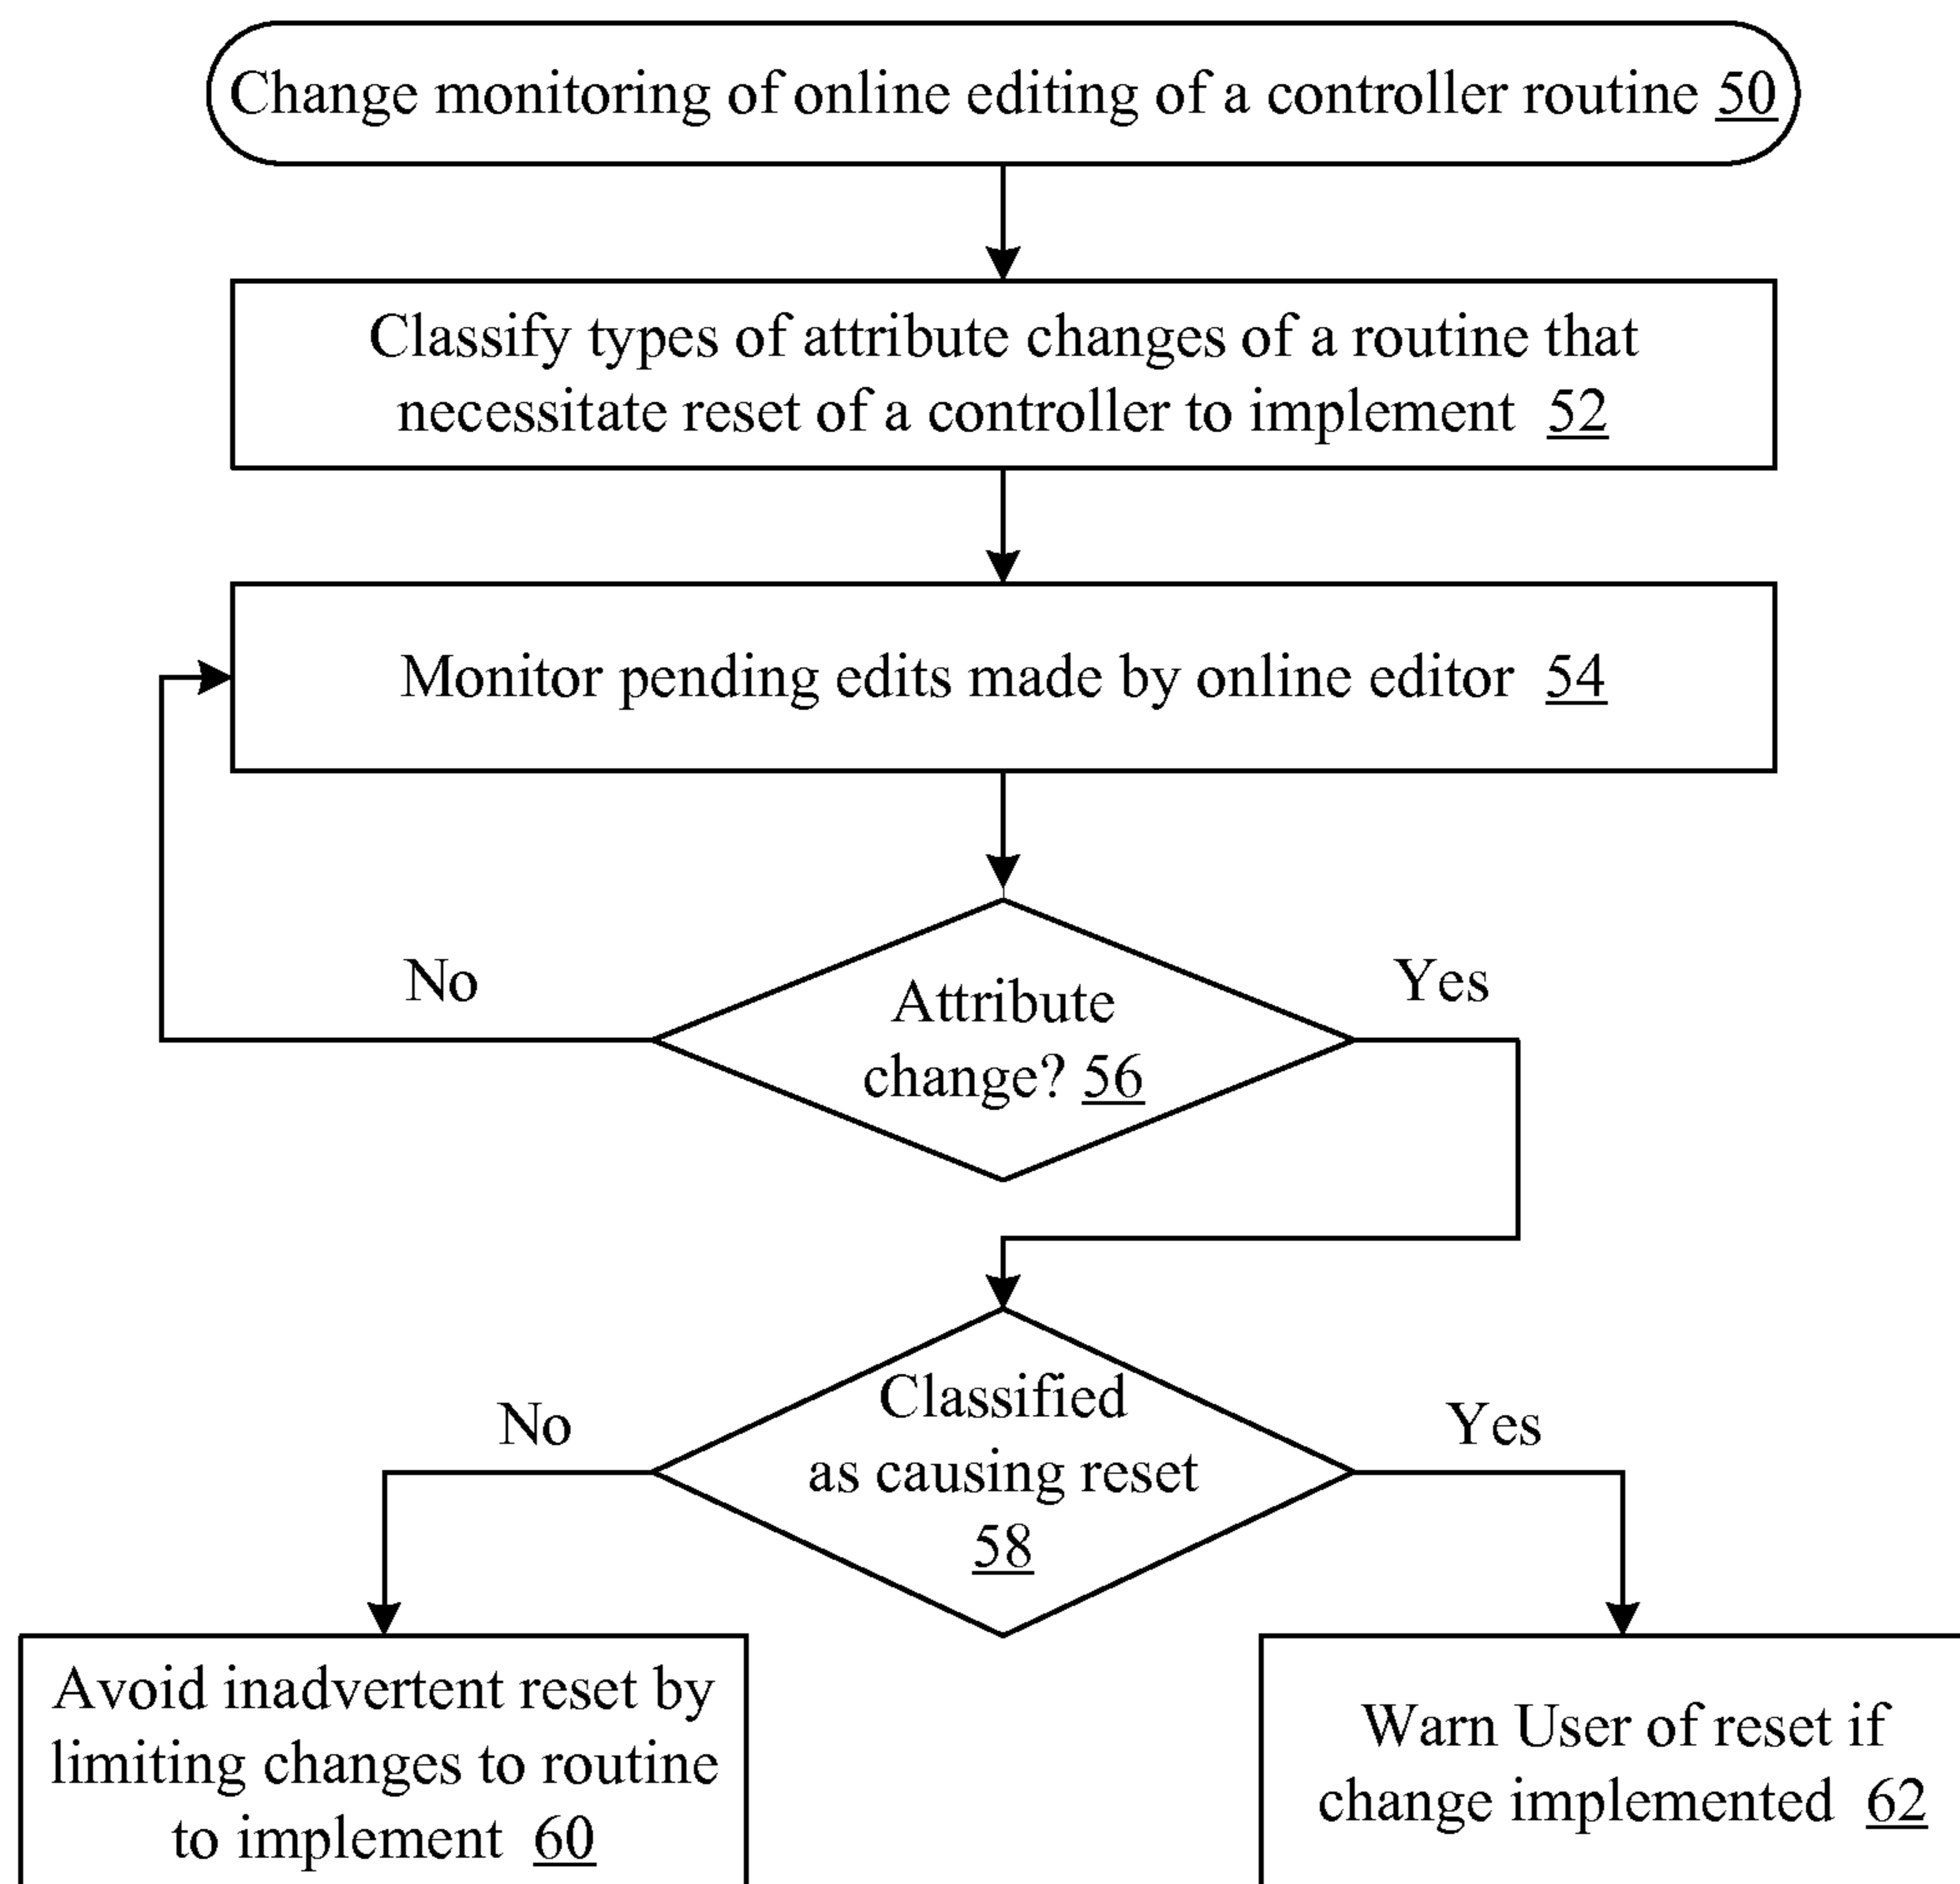 Change monitoring of online editing of a controller routine 50
Classify types of attribute changes of a routine that
necessitate reset of a controller to implement 52
Monitor pending edits made by online editor 54
No
Yes
Attribute
change? 56
No
Yes
Classified
as causing reset
58
Avoid inadvertent reset by
limiting changes to routine
to implement 60
Warn User of reset if
change implemented 62